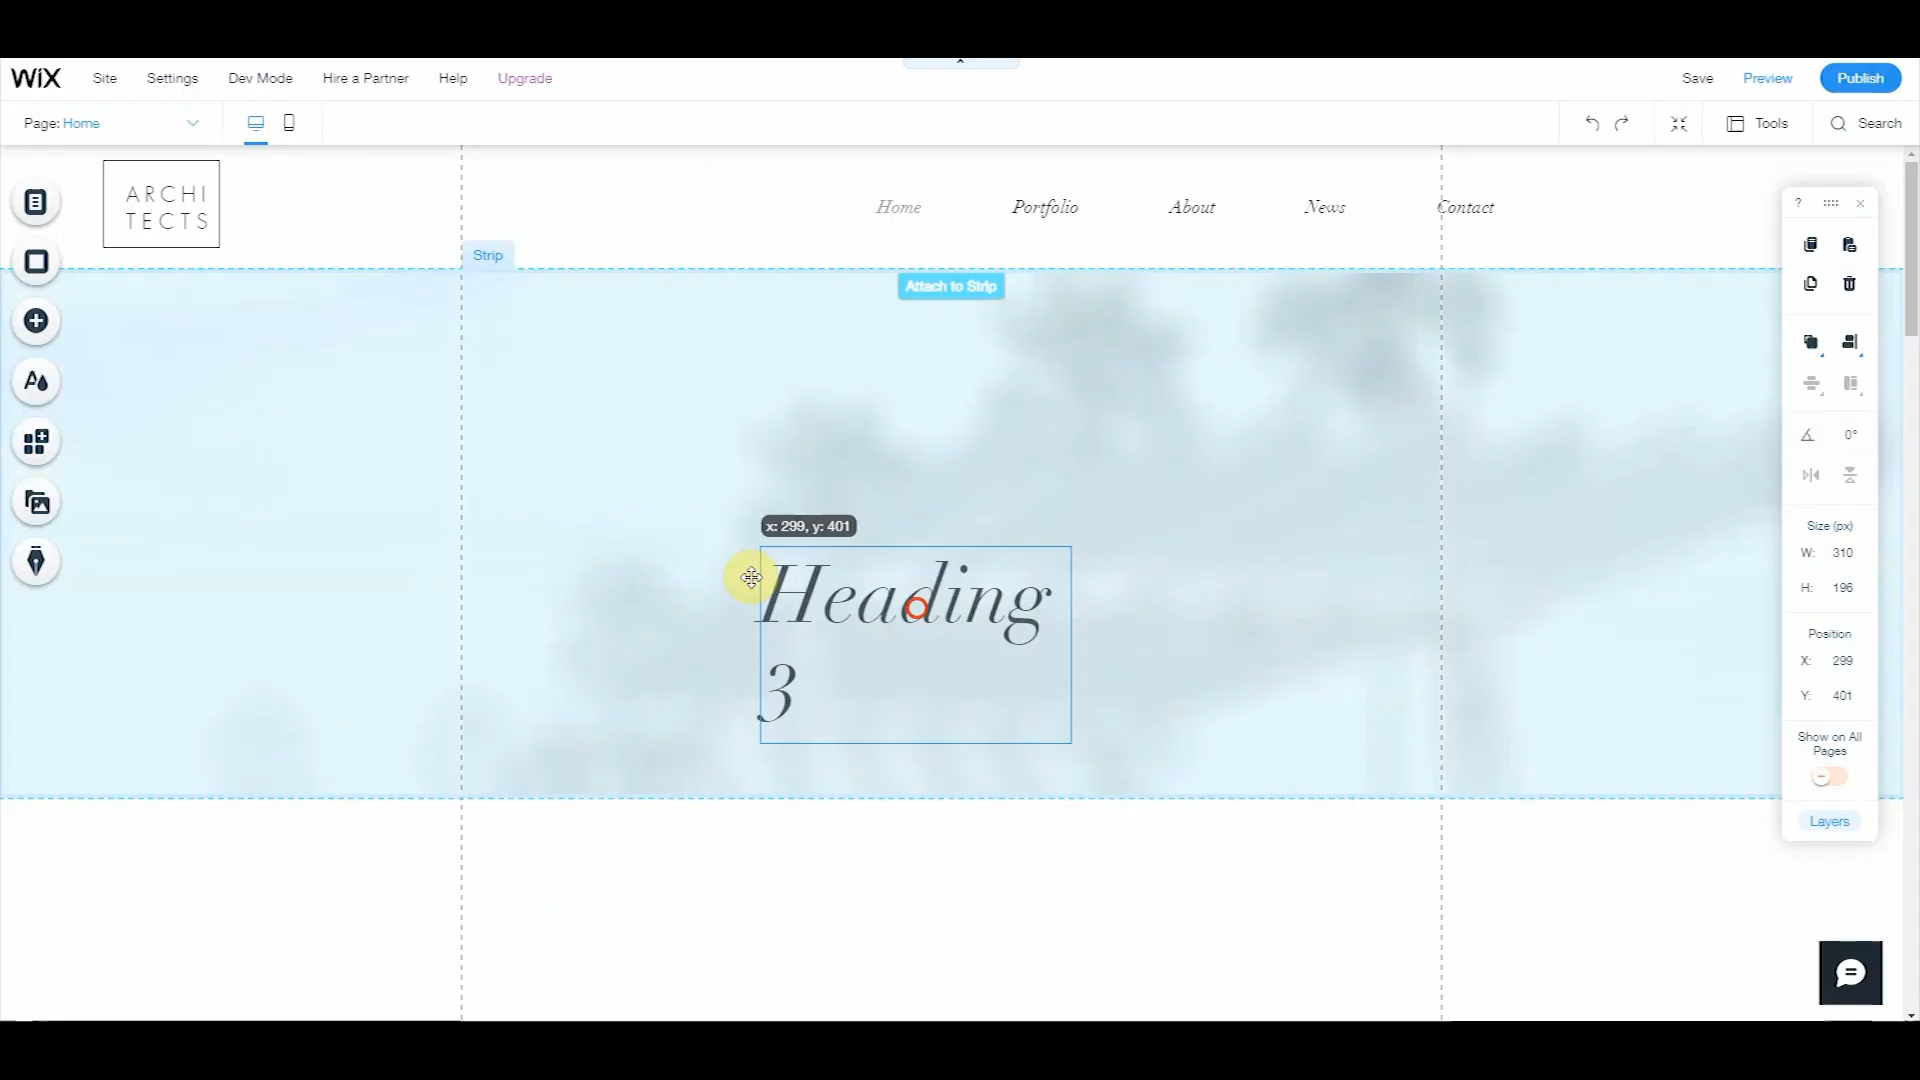 WiX Site Settings Dev Mode Hire a Partner Help Upgrade Save Preview Publish
Page: Home Tools Search
ARCHI
TECTS
Home Portfolio About News Contact
Strip
Attach to Strip
x: 299, y: 401
Heading
3
?
0°
Size (px)
W: 310
H: 196
Position
X: 299
Y: 401
Show on All
Pages
Layers